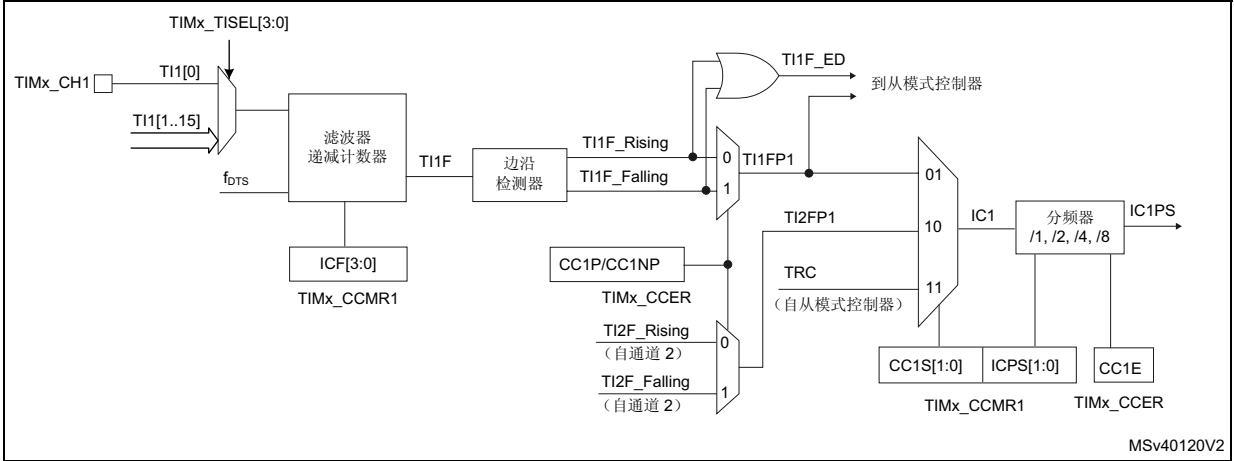 TIMx_TISEL[3:0]
TIMx_CH1
TI1[0]
TI1[1..15]
f_DTS
滤波器
递减计数器
ICF[3:0]
TIMx_CCMR1
TI1F
边沿
检测器
TI1F_Rising
TI1F_Falling
TI1F_ED
到从模式控制器
0
1
TI1FP1
CC1P/CC1NP
TIMx_CCER
TI2F_Rising
（自通道 2）
TI2F_Falling
（自通道 2）
0
1
TI2FP1
TRC
（自从模式控制器）
01
10
11
IC1
分频器
/1, /2, /4, /8
IC1PS
CC1S[1:0]
ICPS[1:0]
TIMx_CCMR1
CC1E
TIMx_CCER
MSv40120V2